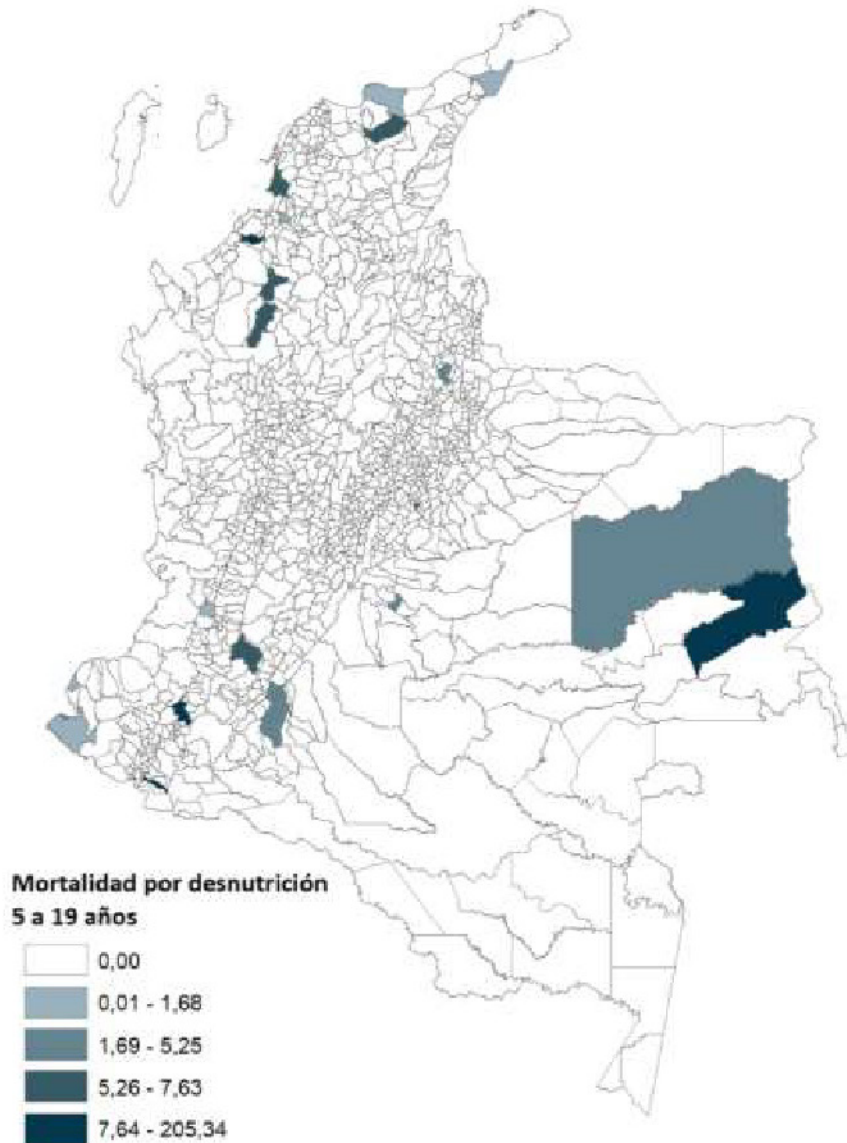 Mortalidad por desnutrición
5 a 19 años
0,00
0,01 - 1,68
1,69 - 5,25
5,26 - 7,63
7,64 - 205,34